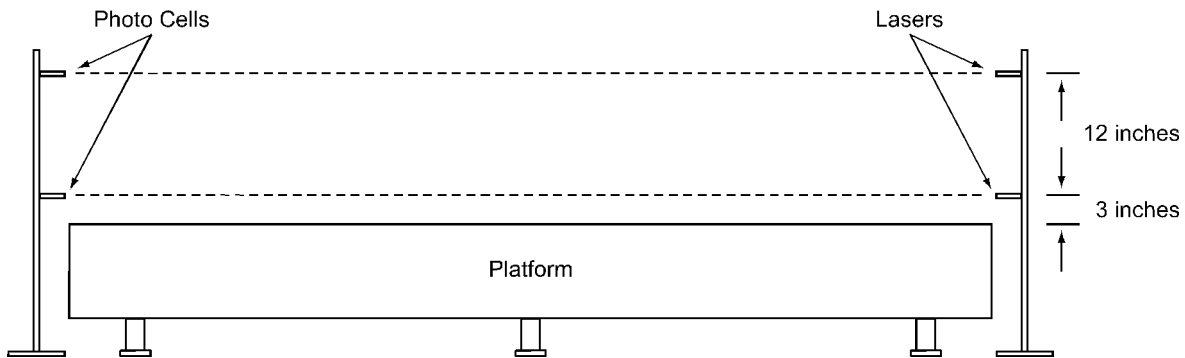 Photo Cells
Lasers
12 inches
3 inches
Platform